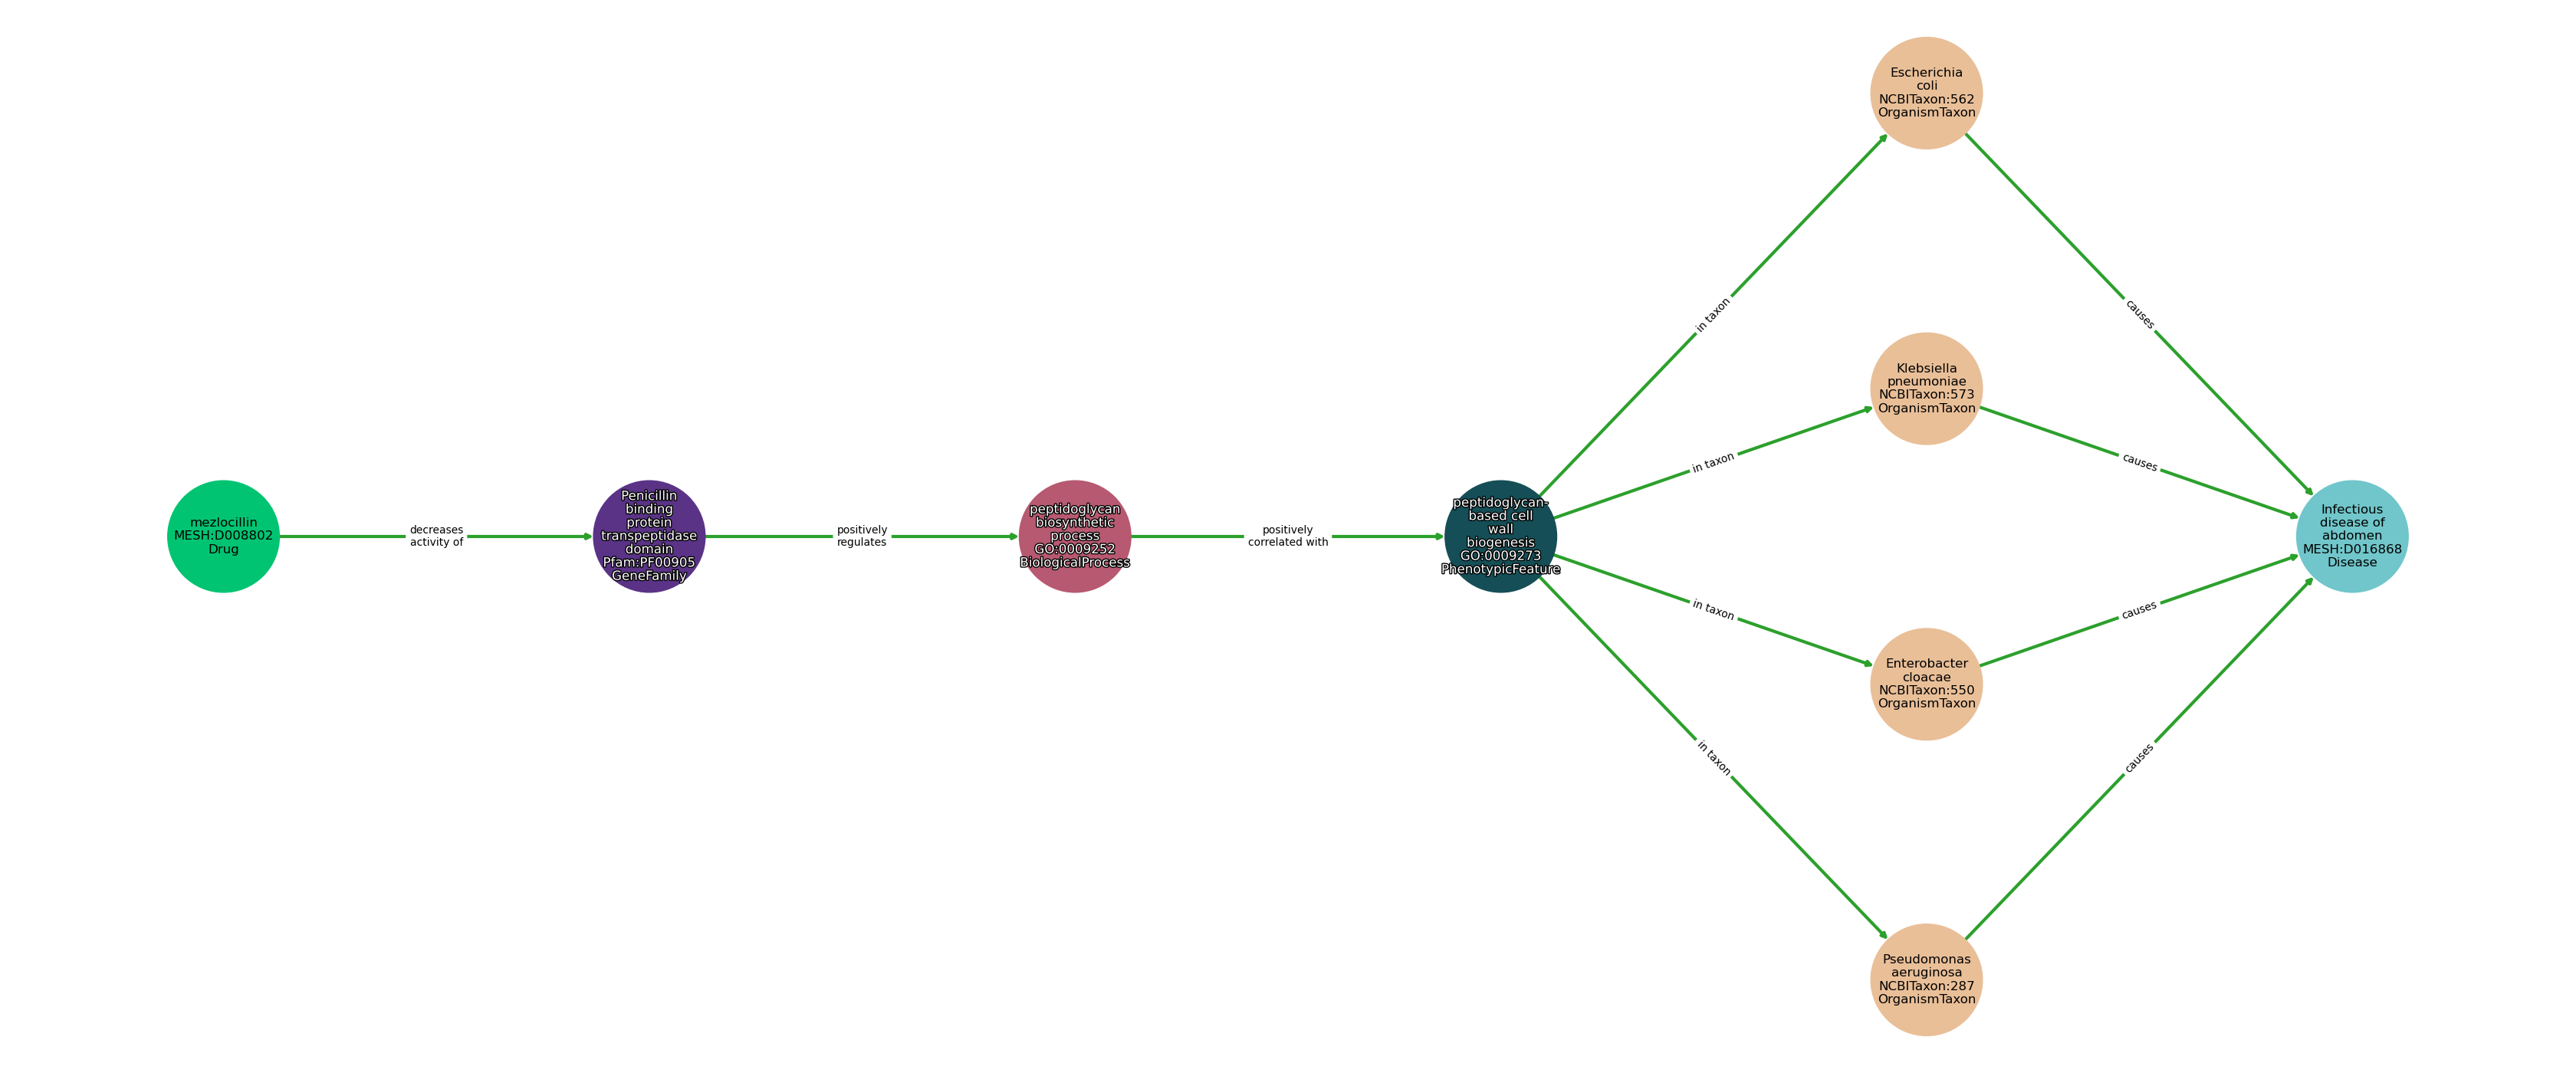 mezlocillin
MESH:D008802
Drug
decreases
activity of
Penicillin
binding
protein
transpeptidase
domain
Pfam:PF00905
GeneFamily
positively
regulates
peptidoglycan
biosynthetic
process
GO:0009252
BiologicalProcess
positively
correlated with
peptidoglycan-
based cell
wall
biogenesis
GO:0009273
PhenotypicFeature
in taxon
in taxon
in taxon
in taxon
Escherichia
coli
NCBITaxon:562
OrganismTaxon
Klebsiella
pneumoniae
NCBITaxon:573
OrganismTaxon
Enterobacter
cloacae
NCBITaxon:550
OrganismTaxon
Pseudomonas
aeruginosa
NCBITaxon:287
OrganismTaxon
causes
causes
causes
causes
Infectious
disease of
abdomen
MESH:D016868
Disease